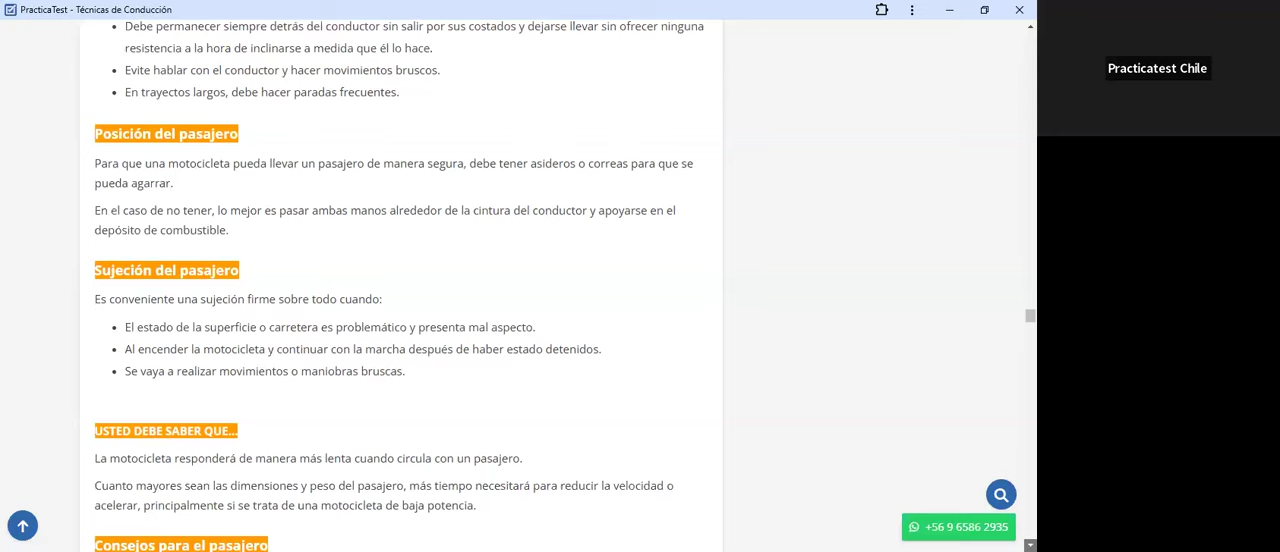 PracticaTest - Técnicas de Conducción
Debe permanecer siempre detrás del conductor sin salir por sus costados y dejarse llevar sin ofrecer ninguna
resistencia a la hora de inclinarse a medida que él lo hace.
Evite hablar con el conductor y hacer movimientos bruscos.
En trayectos largos, debe hacer paradas frecuentes.
Posición del pasajero
Para que una motocicleta pueda llevar un pasajero de manera segura, debe tener asideros o correas para que se
pueda agarrar.
En el caso de no tener, lo mejor es pasar ambas manos alrededor de la cintura del conductor y apoyarse en el
depósito de combustible.
Sujeción del pasajero
Es conveniente una sujeción firme sobre todo cuando:
El estado de la superficie o carretera es problemático y presenta mal aspecto.
Al encender la motocicleta y continuar con la marcha después de haber estado detenidos.
Se vaya a realizar movimientos o maniobras bruscas.
USTED DEBE SABER QUE...
La motocicleta responderá de manera más lenta cuando circula con un pasajero.
Cuanto mayores sean las dimensiones y peso del pasajero, más tiempo necesitará para reducir la velocidad o
acelerar, principalmente si se trata de una motocicleta de baja potencia.
Consejos para el pasajero
+56 9 6586 2935
Practicatest Chile